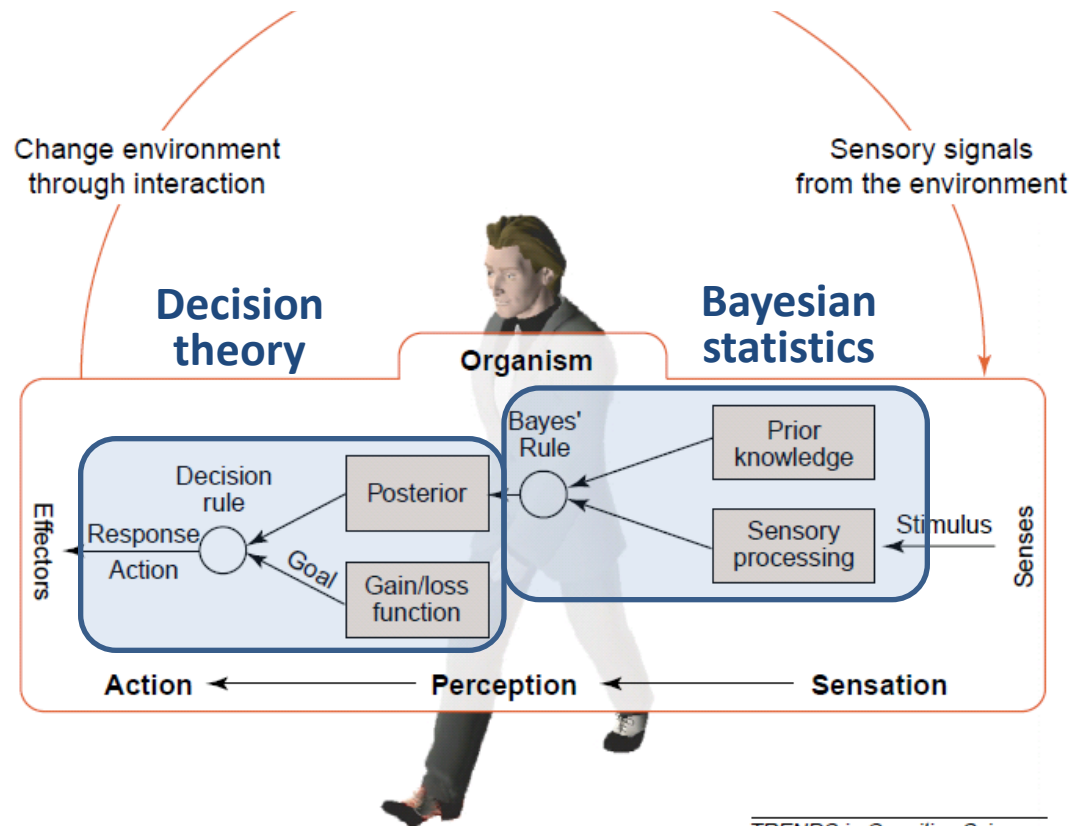 Change environment
through interaction
Sensory signals
from the environment
Decision
theory
Bayesian
statistics
Organism
Bayes'
Rule
Prior
knowledge
Decision
rule
Posterior
Effectors
Response
Action
Goal
Gain/loss
function
Sensory
processing
Stimulus
Senses
Action
Perception
Sensation